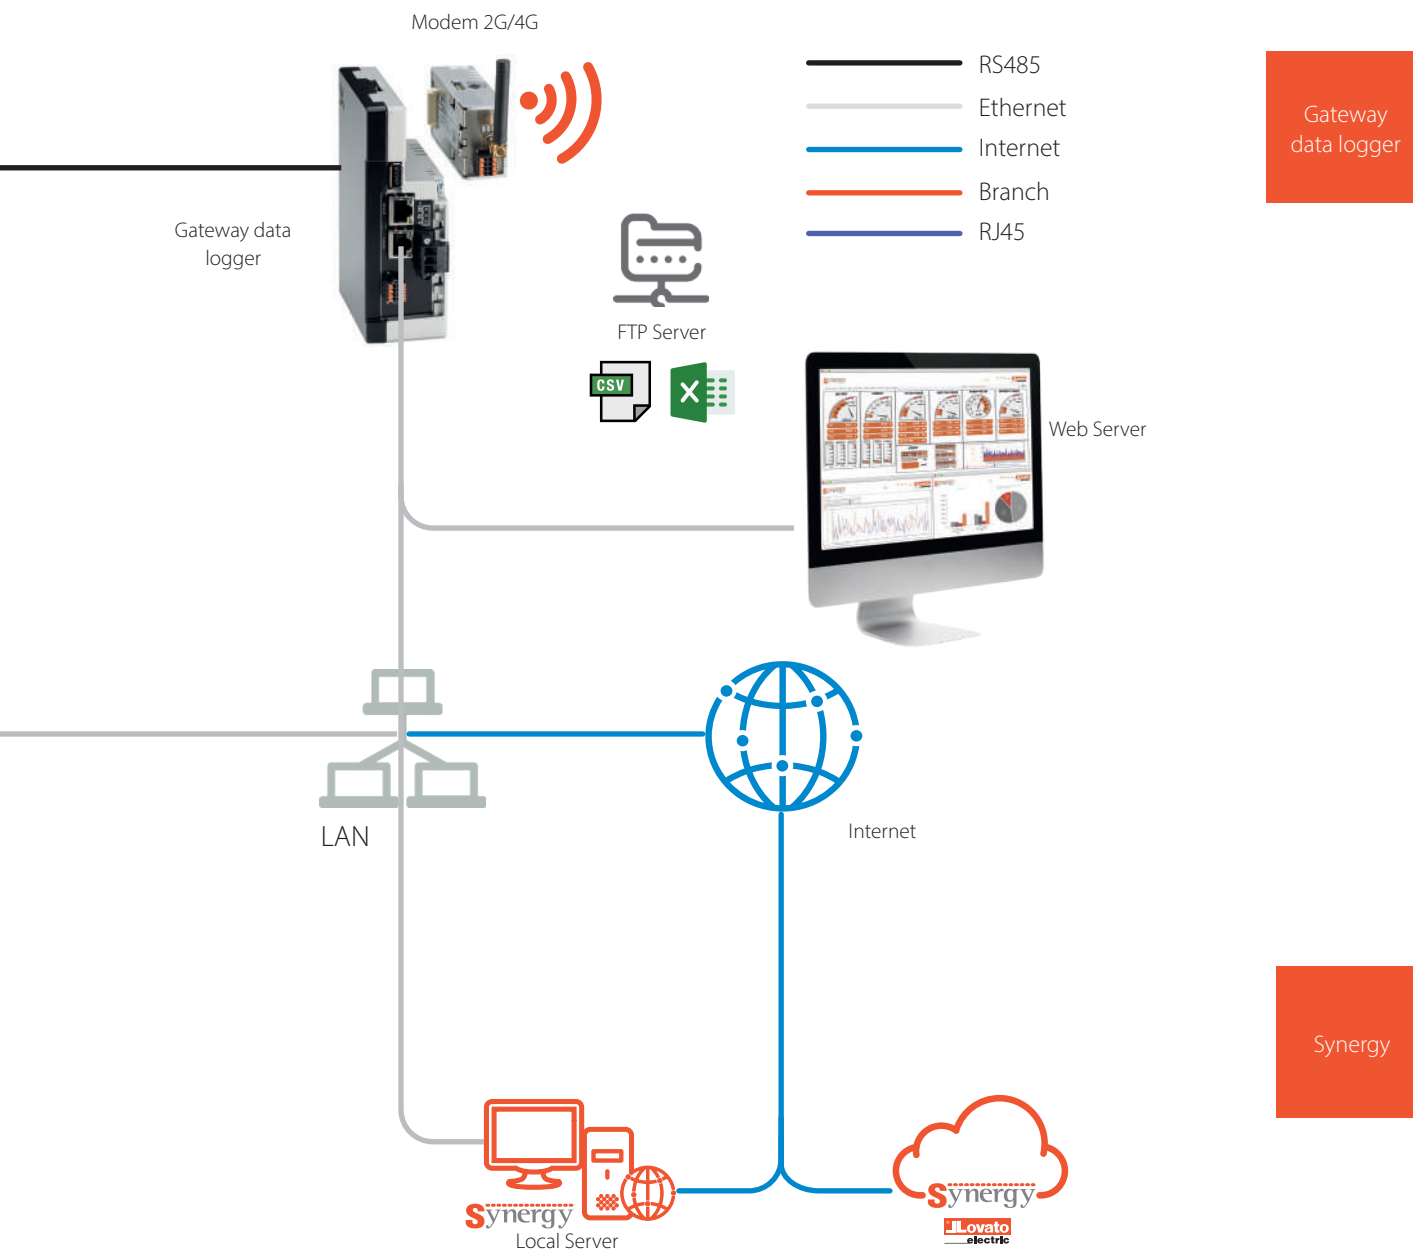 Modem 2G/4G
RS485
Ethernet
Internet
Branch
RJ45
Gateway
data logger
Gateway data
logger
FTP Server
CSV
X
Web Server
LAN
Internet
Synergy
Synergy
Local Server
Synergy
Lovato
electric